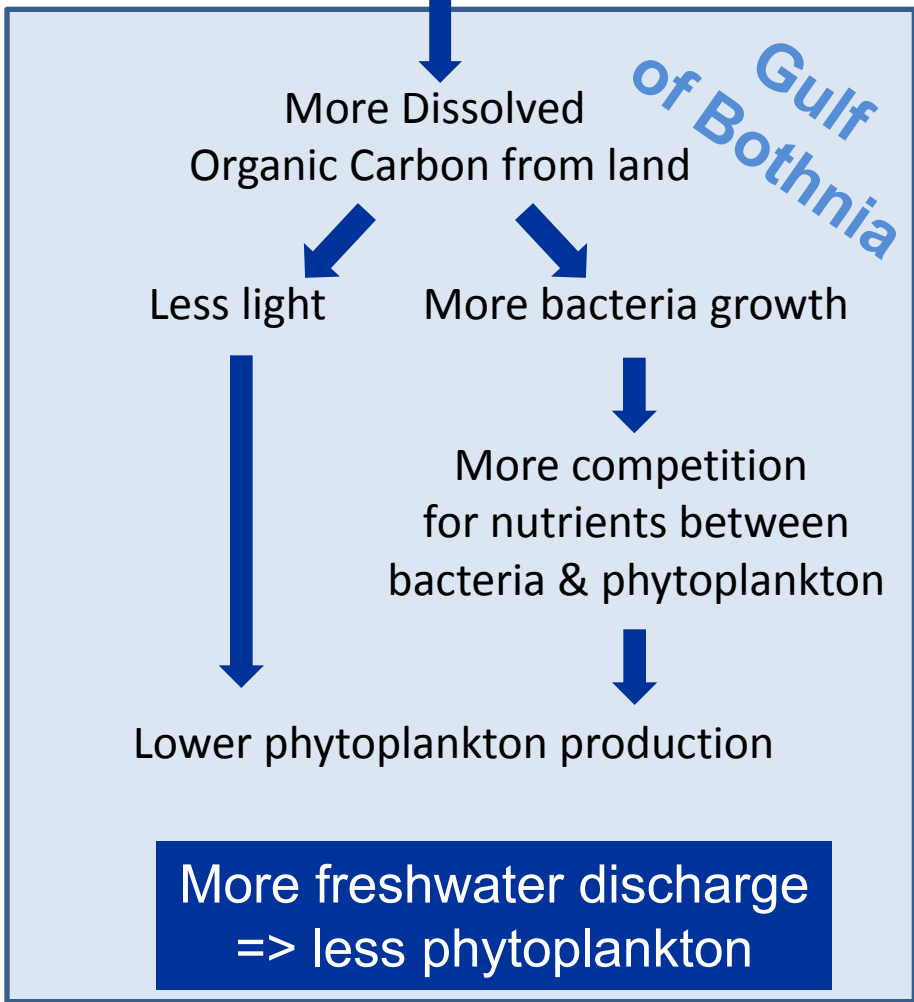 Gulf
of Bothnia
More Dissolved
Organic Carbon from land
Less light
More bacteria growth
More competition
for nutrients between
bacteria & phytoplankton
Lower phytoplankton production
More freshwater discharge
=> less phytoplankton